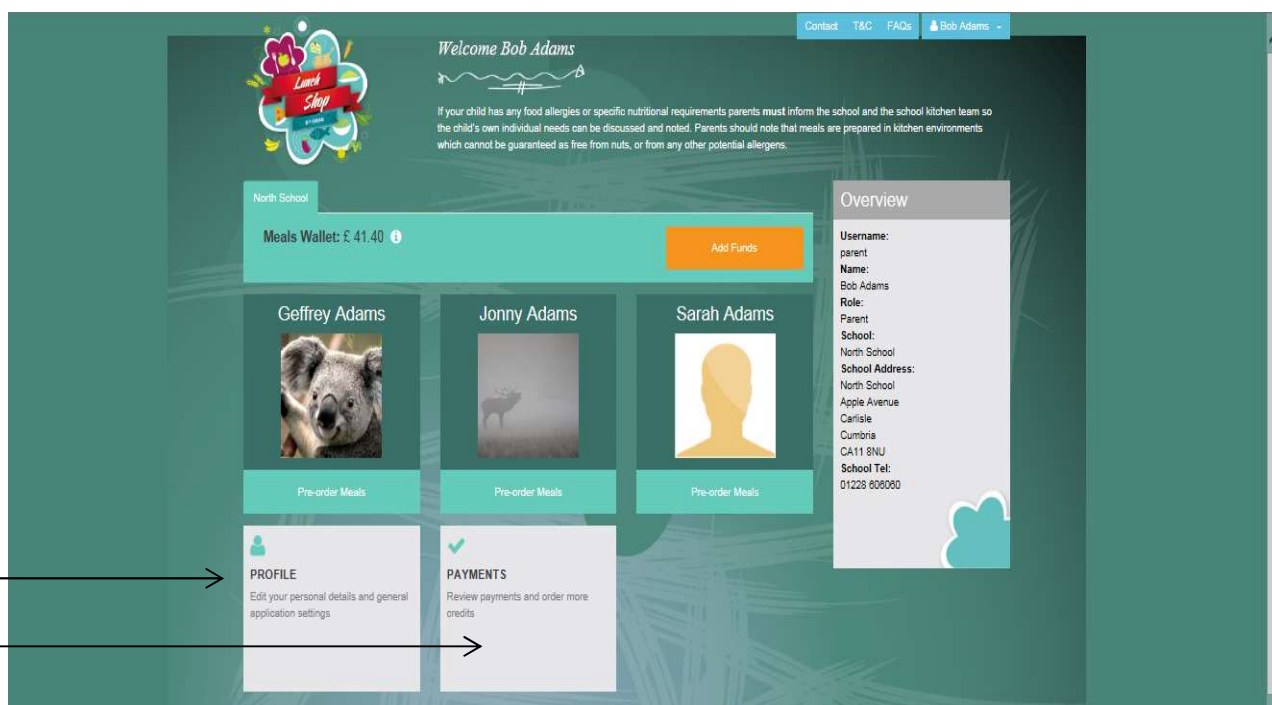 Contact T&C FAQs Bob Adams
Lunch
Shop
Welcome Bob Adams
If your child has any food allergies or specific nutritional requirements parents must inform the school and the school kitchen team so
the child's own individual needs can be discussed and noted. Parents should note that meals are prepared in kitchen environments
which cannot be guaranteed as free from nuts, or from any other potential allergens.
North School
Meals Wallet: £ 41.40
Add Funds
Geffrey Adams
Pre-order Meals
Jonny Adams
Pre-order Meals
Sarah Adams
Pre-order Meals
PROFILE
Edit your personal details and general
application settings
PAYMENTS
Review payments and order more
credits
Overview
Username:
parent
Name:
Bob Adams
Role:
Parent
School:
North School
School Address:
North School
Apple Avenue
Carlisle
Cumbria
CA11 8NU
School Tel:
01228 606060